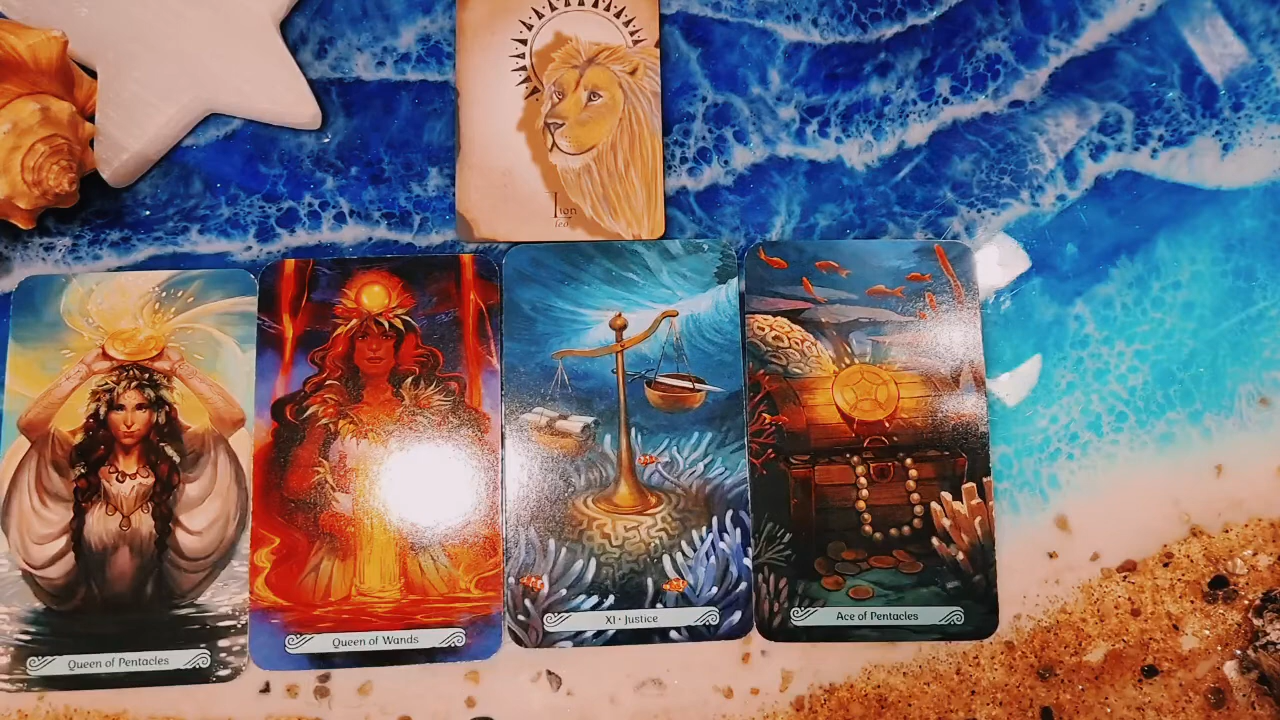 Lion
leo
Queen of Pentacles
Queen of Wands
XI • Justice
Ace of Pentacles